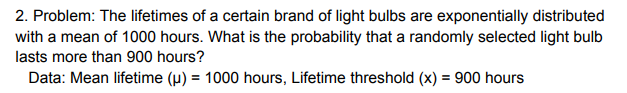 2. Problem: The lifetimes of a certain brand of light bulbs are exponentially distributed
with a mean of 1000 hours. What is the probability that a randomly selected light bulb
lasts more than 900 hours?
Data: Mean lifetime (μ) = 1000 hours, Lifetime threshold (x) = 900 hours